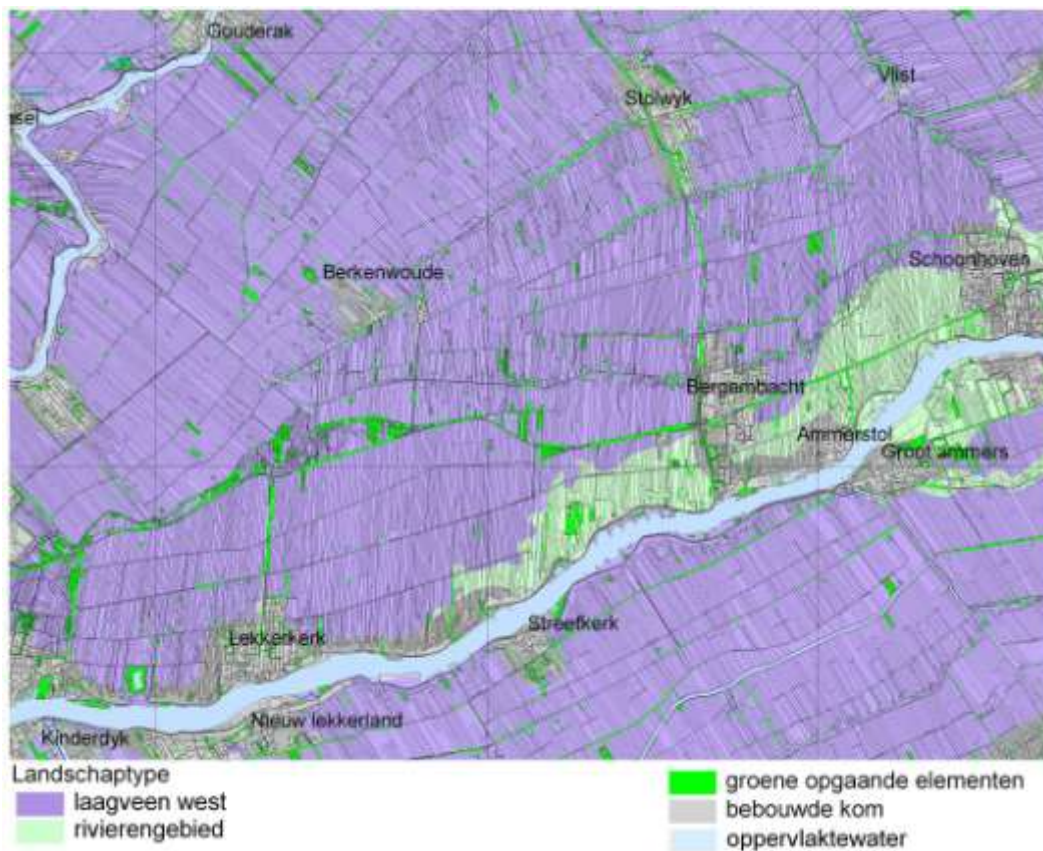 Gouderak
Vlist
Stolwyk
Schoonhoven
Berkenwoude
Bergambacht
Ammerstol
Groot ammers
Streefkerk
Lekkerkerk
Nieuw lekkerland
Kinderdyk
Landschaptype
laagveen west
rivierengebied
groene opgaande elementen
bebouwde kom
oppervlaktewater